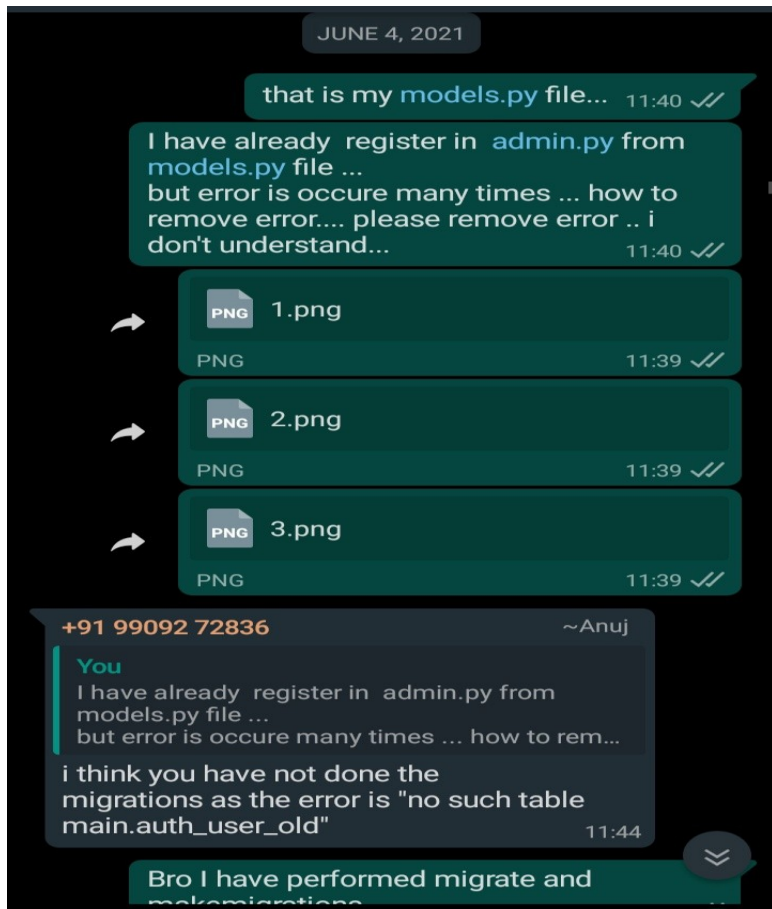 JUNE 4, 2021
that is my models.py file... 11:40
I have already register in admin.py from
models.py file ...
but error is occure many times ... how to
remove error.... please remove error .. i
don't understand... 11:40
PNG 1.png
PNG 11:39
PNG 2.png
PNG 11:39
PNG 3.png
PNG 11:39
+91 99092 72836 ~Anuj
You
I have already register in admin.py from
models.py file ...
but error is occure many times ... how to rem...
i think you have not done the
migrations as the error is "no such table
main.auth_user_old" 11:44
Bro I have performed migrate and
makemigrations